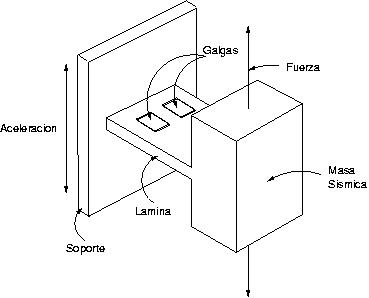 Galgas
Fuerza
Aceleracion
Masa
Sismica
Lamina
Soporte